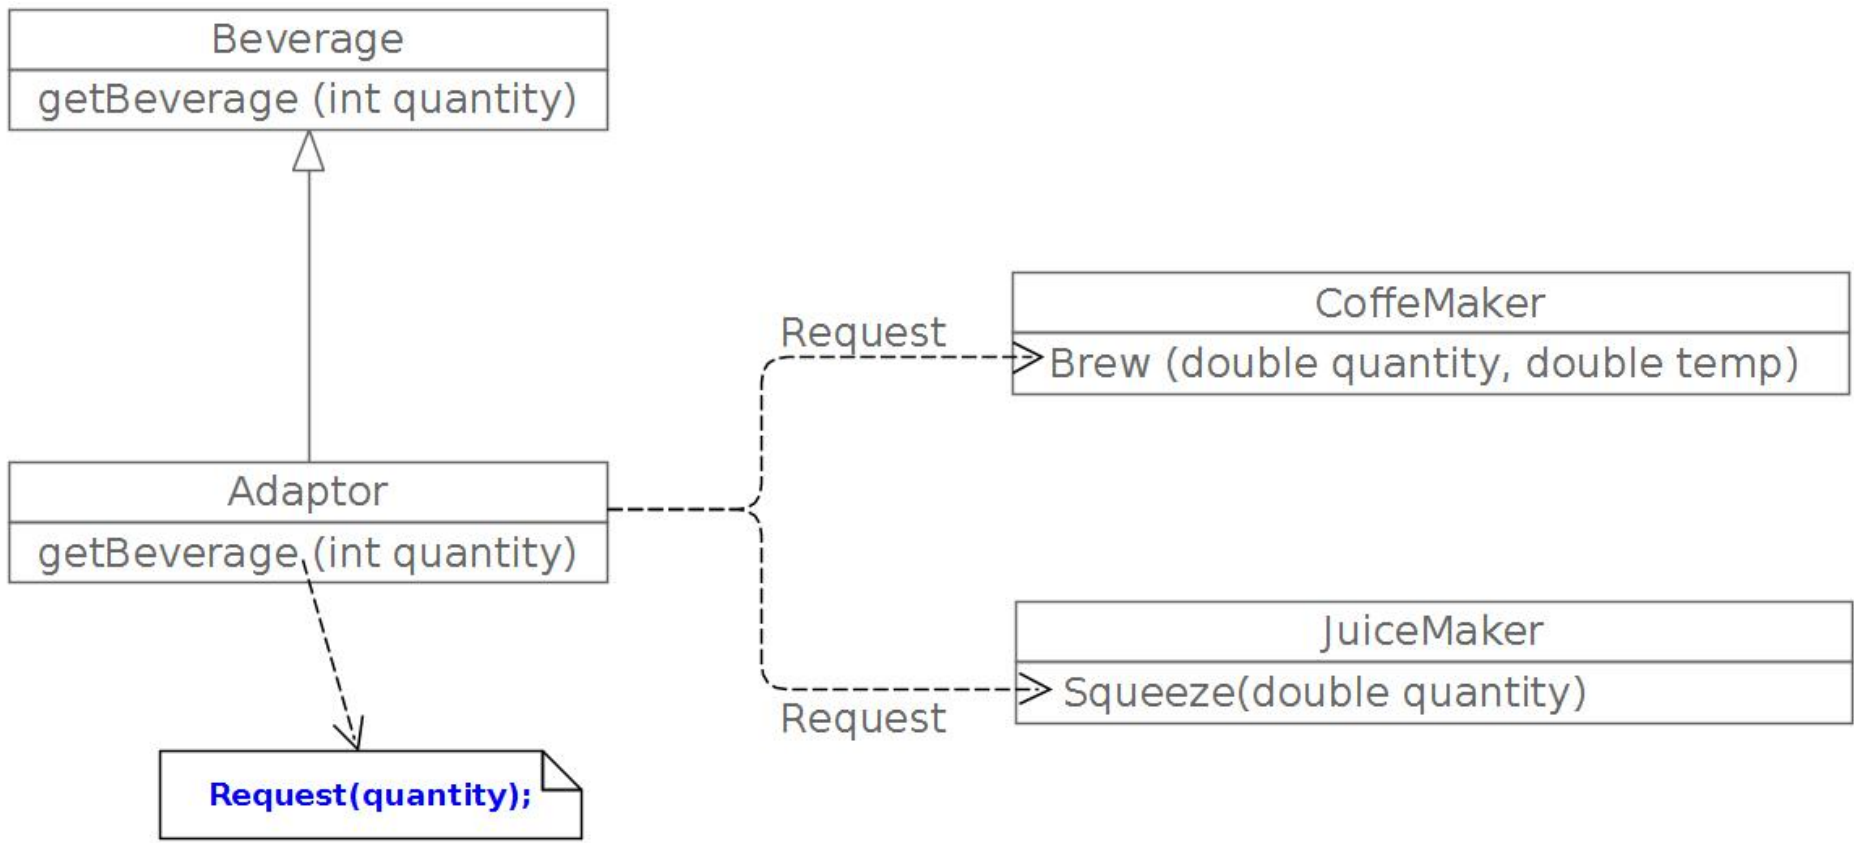 Beverage
getBeverage (int quantity)
CoffeMaker
Request
Brew (double quantity, double temp)
Adaptor
getBeverage (int quantity)
JuiceMaker
Squeeze(double quantity)
Request
Request(quantity);